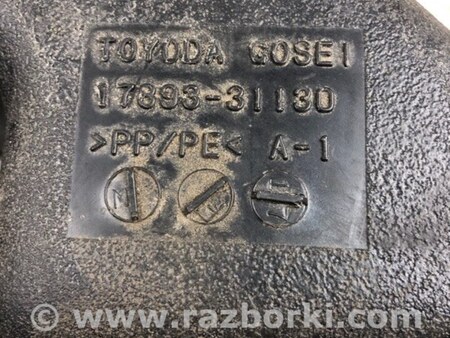 TOYODA GOSEI
17893-31130
>PP/PE< A-1
© www.razborki.com